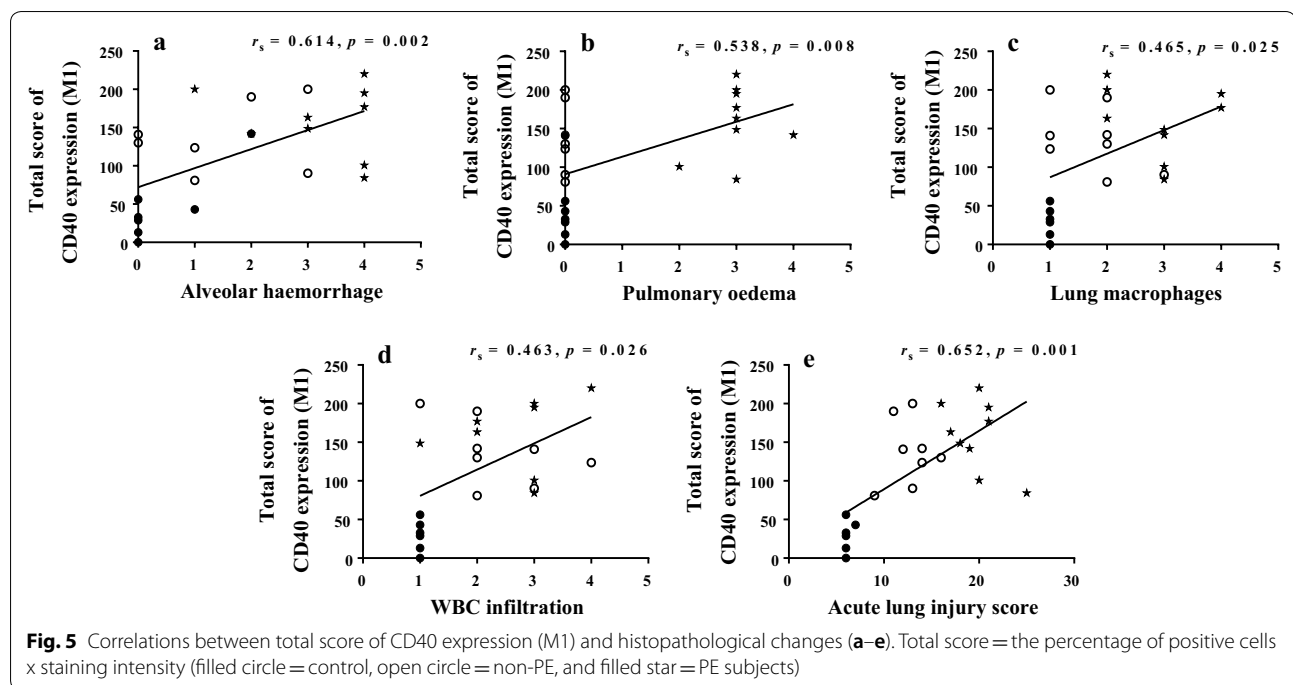 a
r_s = 0.614, p = 0.002
Total score of
CD40 expression (M1)
250
200
150
100
50
0
0 1 2 3 4 5
Alveolar haemorrhage
b
r_s = 0.538, p = 0.008
Total score of
CD40 expression (M1)
250
200
150
100
50
0
0 1 2 3 4 5
Pulmonary oedema
c
r_s = 0.465, p = 0.025
Total score of
CD40 expression (M1)
250
200
150
100
50
0
0 1 2 3 4 5
Lung macrophages
d
r_s = 0.463, p = 0.026
Total score of
CD40 expression (M1)
250
200
150
100
50
0
0 1 2 3 4 5
WBC infiltration
e
r_s = 0.652, p = 0.001
Total score of
CD40 expression (M1)
250
200
150
100
50
0
0 10 20 30
Acute lung injury score
Fig. 5 Correlations between total score of CD40 expression (M1) and histopathological changes (a–e). Total score = the percentage of positive cells
x staining intensity (filled circle = control, open circle = non-PE, and filled star = PE subjects)